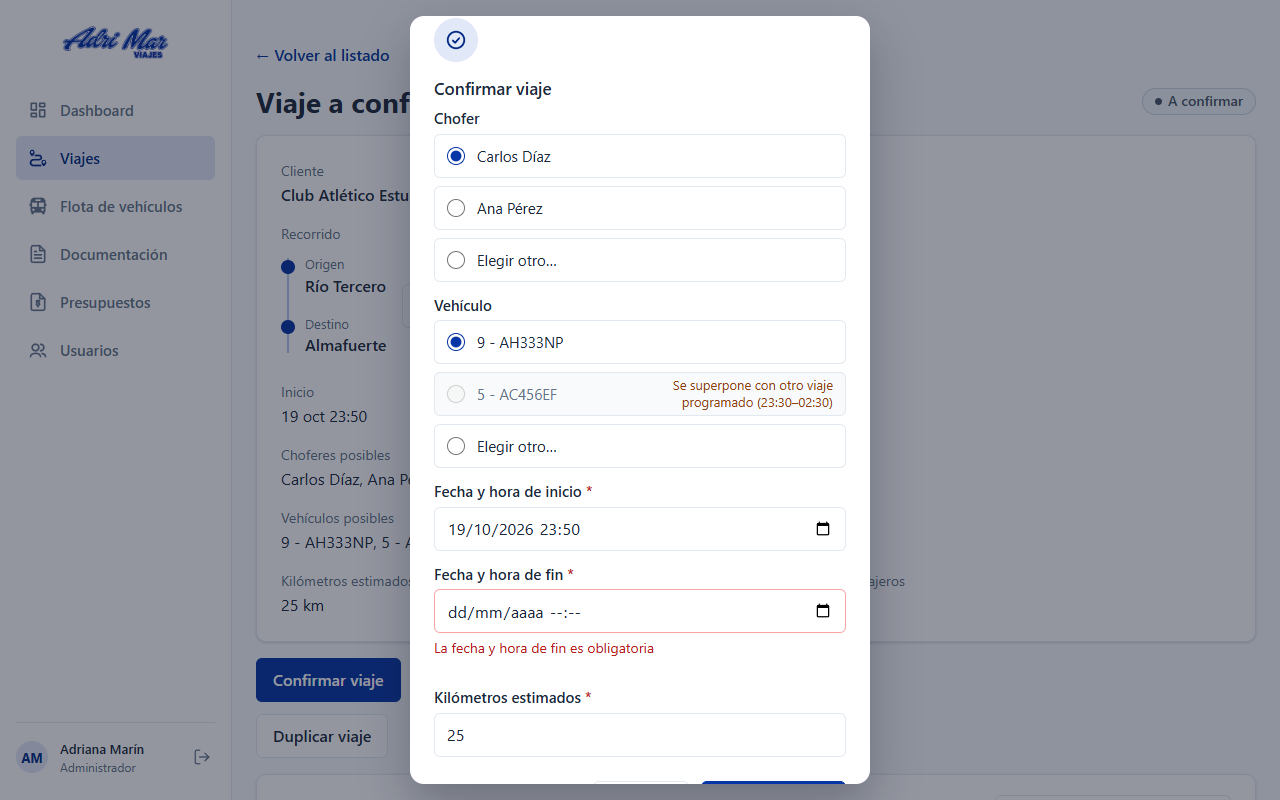 Adri Mar
VIAJES
Dashboard
Viajes
Flota de vehículos
Documentación
Presupuestos
Usuarios
AM
Adriana Marín
Administrador
← Volver al listado
Viaje a conf
A confirmar
Cliente
Club Atlético Estu
Recorrido
Origen
Río Tercero
Destino
Almafuerte
Inicio
19 oct 23:50
Choferes posibles
Carlos Díaz, Ana P
Vehículos posibles
9 - AH333NP, 5 - A
Kilómetros estimados
25 km
ajeros
Confirmar viaje
Duplicar viaje
Confirmar viaje
Chofer
Carlos Díaz
Ana Pérez
Elegir otro...
Vehículo
9 - AH333NP
5 - AC456EF
Se superpone con otro viaje
programado (23:30–02:30)
Elegir otro...
Fecha y hora de inicio *
19/10/2026 23:50
Fecha y hora de fin *
dd/mm/aaaa --:--
La fecha y hora de fin es obligatoria
Kilómetros estimados *
25